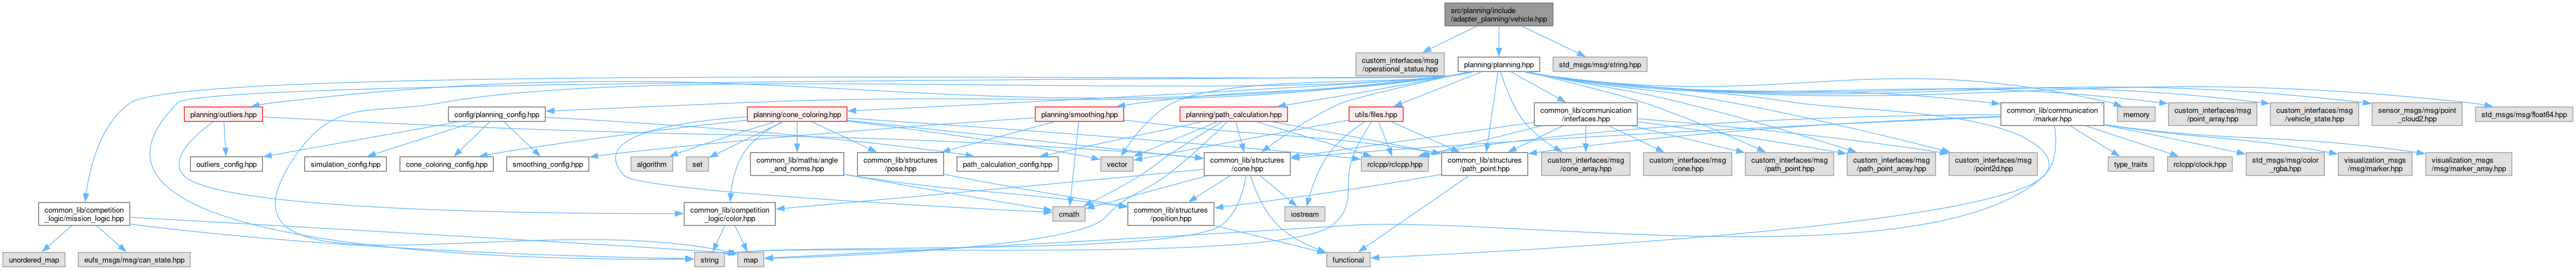 src/planning/include
/adapter_planning/vehicle.hpp
custom_interfaces/msg
/operational_status.hpp
planning/planning.hpp
std_msgs/msg/string.hpp
planning/outliers.hpp
config/planning_config.hpp
planning/cone_coloring.hpp
planning/smoothing.hpp
planning/path_calculation.hpp
utils/files.hpp
common_lib/communication
/interfaces.hpp
common_lib/communication
/marker.hpp
memory
custom_interfaces/msg
/point_array.hpp
custom_interfaces/msg
/vehicle_state.hpp
sensor_msgs/msg/point
_cloud2.hpp
std_msgs/msg/float64.hpp
outliers_config.hpp
simulation_config.hpp
cone_coloring_config.hpp
smoothing_config.hpp
algorithm
set
common_lib/maths/angle
_and_norms.hpp
common_lib/structures
/pose.hpp
path_calculation_config.hpp
vector
common_lib/structures
/cone.hpp
rclcpp/rclcpp.hpp
common_lib/structures
/path_point.hpp
custom_interfaces/msg
/cone_array.hpp
custom_interfaces/msg
/cone.hpp
custom_interfaces/msg
/path_point.hpp
custom_interfaces/msg
/path_point_array.hpp
custom_interfaces/msg
/point2d.hpp
type_traits
rclcpp/clock.hpp
std_msgs/msg/color
_rgba.hpp
visualization_msgs
/msg/marker.hpp
visualization_msgs
/msg/marker_array.hpp
common_lib/competition
_logic/mission_logic.hpp
common_lib/competition
_logic/color.hpp
cmath
common_lib/structures
/position.hpp
iostream
unordered_map
eufs_msgs/msg/can_state.hpp
string
map
functional